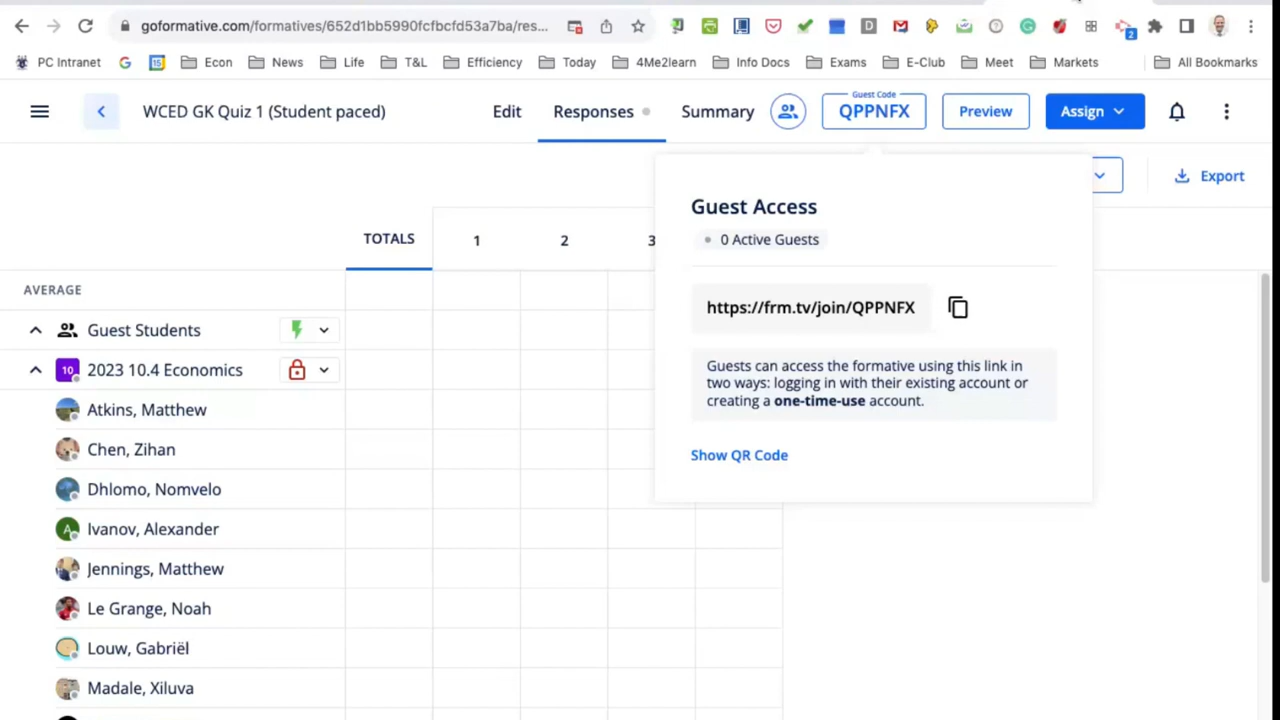 goformative.com/formatives/652d1bb5990fcfbcfd53a7ba/res...
2
PC Intranet
Econ
News
Life
T&L
Efficiency
Today
4Me2learn
Info Docs
Exams
E-Club
Meet
Markets
All Bookmarks
WCED GK Quiz 1 (Student paced)
Edit
Responses
Summary
Guest Code
QPPNFX
Preview
Assign
Guest Access
0 Active Guests
https://frm.tv/join/QPPNFX
Guests can access the formative using this link in
two ways: logging in with their existing account or
creating a one-time-use account.
Show QR Code
Export
TOTALS
1
2
3
AVERAGE
Guest Students
10
2023 10.4 Economics
Atkins, Matthew
Chen, Zihan
Dhlomo, Nomvelo
A
Ivanov, Alexander
Jennings, Matthew
Le Grange, Noah
Louw, Gabriël
Madale, Xiluva